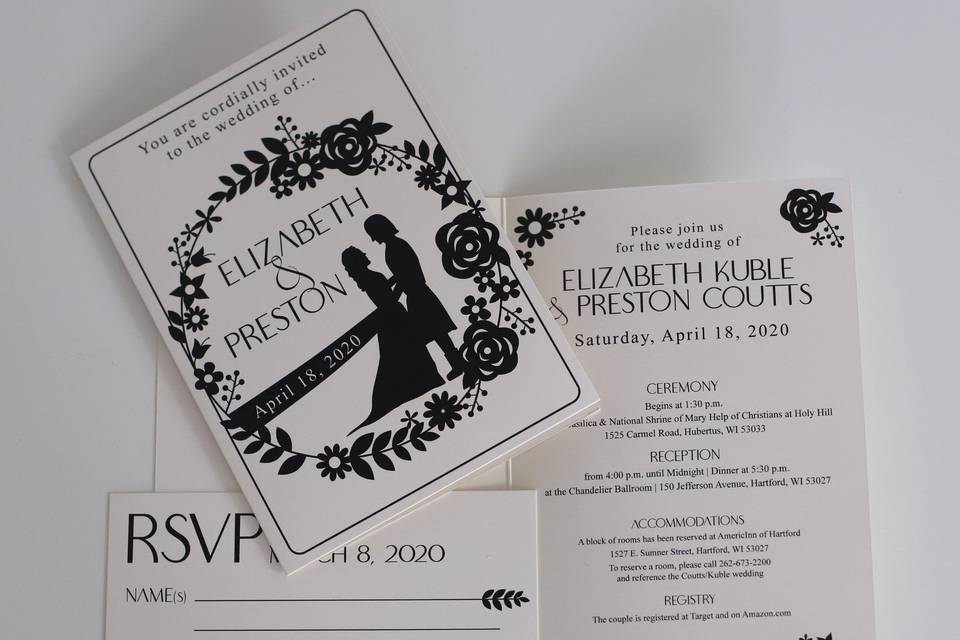 You are cordially invited
to the wedding of...
ELIZABETH
&
PRESTON
April 18, 2020
Please join us
for the wedding of
ELIZABETH KUBLE
& PRESTON COUTTS
Saturday, April 18, 2020
CEREMONY
Begins at 1:30 p.m.
& National Shrine of Mary Help of Christians at Holy Hill
1525 Carmel Road, Hubertus, WI 53033
RECEPTION
from 4:00 p.m. until Midnight | Dinner at 5:30 p.m.
at the Chandelier Ballroom | 150 Jefferson Avenue, Hartford, WI 53027
ACCOMMODATIONS
A block of rooms has been reserved at AmericInn of Hartford
1527 E. Sumner Street, Hartford, WI 53027
To reserve a room, please call 262-673-2200
and reference the Coutts/Kuble wedding
REGISTRY
The couple is registered at Target and on Amazon.com
RSVP
8, 2020
NAME(S)